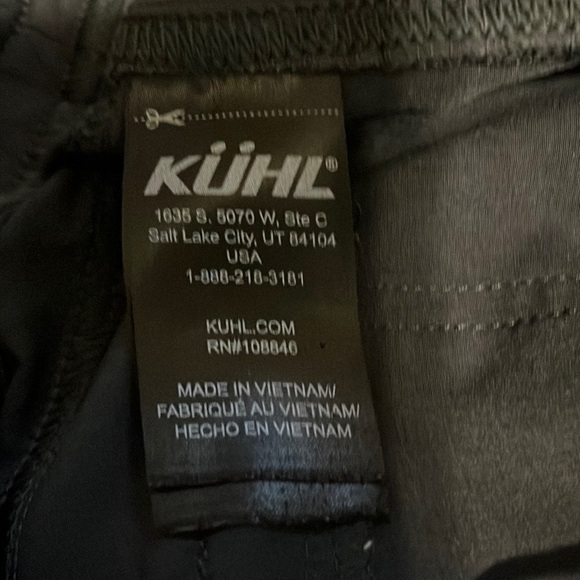 KÜHL®
1635 S. 5070 W, Ste C
Salt Lake City, UT 84104
USA
1-888-218-3181
KUHL.COM
RN#108846
MADE IN VIETNAM/
FABRIQUÉ AU VIETNAM/
HECHO EN VIETNAM